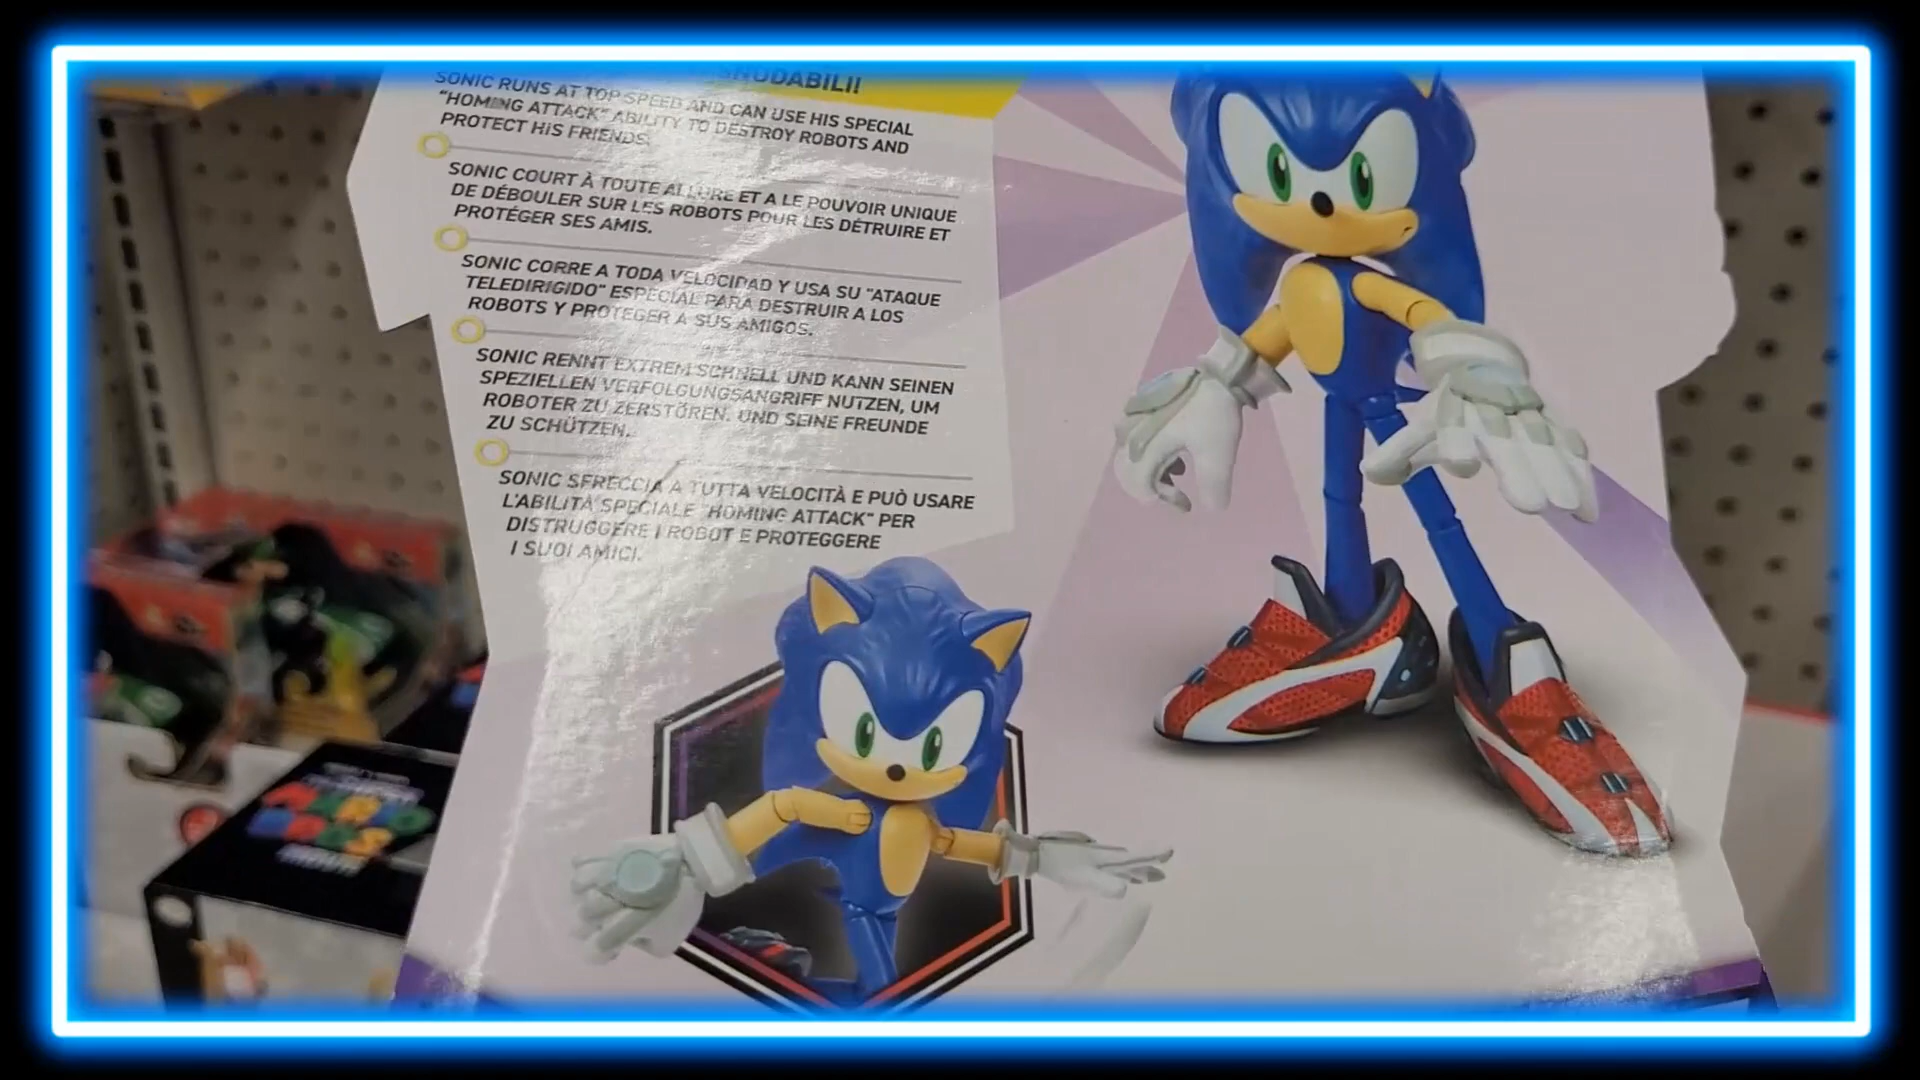 SNODABILI!
SONIC RUNS AT TOP SPEED AND CAN USE HIS SPECIAL
"HOMING ATTACK" ABILITY TO DESTROY ROBOTS AND
PROTECT HIS FRIENDS.
SONIC COURT À TOUTE ALLURE ET A LE POUVOIR UNIQUE
DE DÉBOULER SUR LES ROBOTS POUR LES DÉTRUIRE ET
PROTÉGER SES AMIS.
SONIC CORRE A TODA VELOCIDAD Y USA SU "ATAQUE
TELEDIRIGIDO" ESPECIAL PARA DESTRUIR A LOS
ROBOTS Y PROTEGER A SUS AMIGOS.
SONIC RENNT EXTREM SCHNELL UND KANN SEINEN
SPEZIELLEN VERFOLGUNGSANGRIFF NUTZEN, UM
ROBOTER ZU ZERSTÖREN, UND SEINE FREUNDE
ZU SCHÜTZEN.
SONIC SFRECCIA A TUTTA VELOCITÀ E PUÒ USARE
L'ABILITÀ SPECIALE "HOMING ATTACK" PER
DISTRUGGERE I ROBOT E PROTEGGERE
I SUOI AMICI.